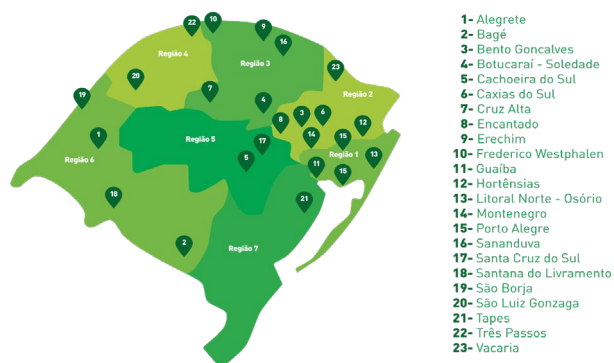 22
10
9
16
Região 4
Região 3
23
20
7
Região 2
19
4
8
3
6
12
1
Região 5
17
14
15
Região 1
13
5
Região 6
11
15
18
21
2
Região 7
1- Alegrete
2- Bagé
3- Bento Goncalves
4- Botucaraí - Soledade
5- Cachoeira do Sul
6- Caxias do Sul
7- Cruz Alta
8- Encantado
9- Erechim
10- Frederico Westphalen
11- Guaíba
12- Hortênsias
13- Litoral Norte - Osório
14- Montenegro
15- Porto Alegre
16- Sananduva
17- Santa Cruz do Sul
18- Santana do Livramento
19- São Borja
20- São Luiz Gonzaga
21- Tapes
22- Três Passos
23- Vacaria